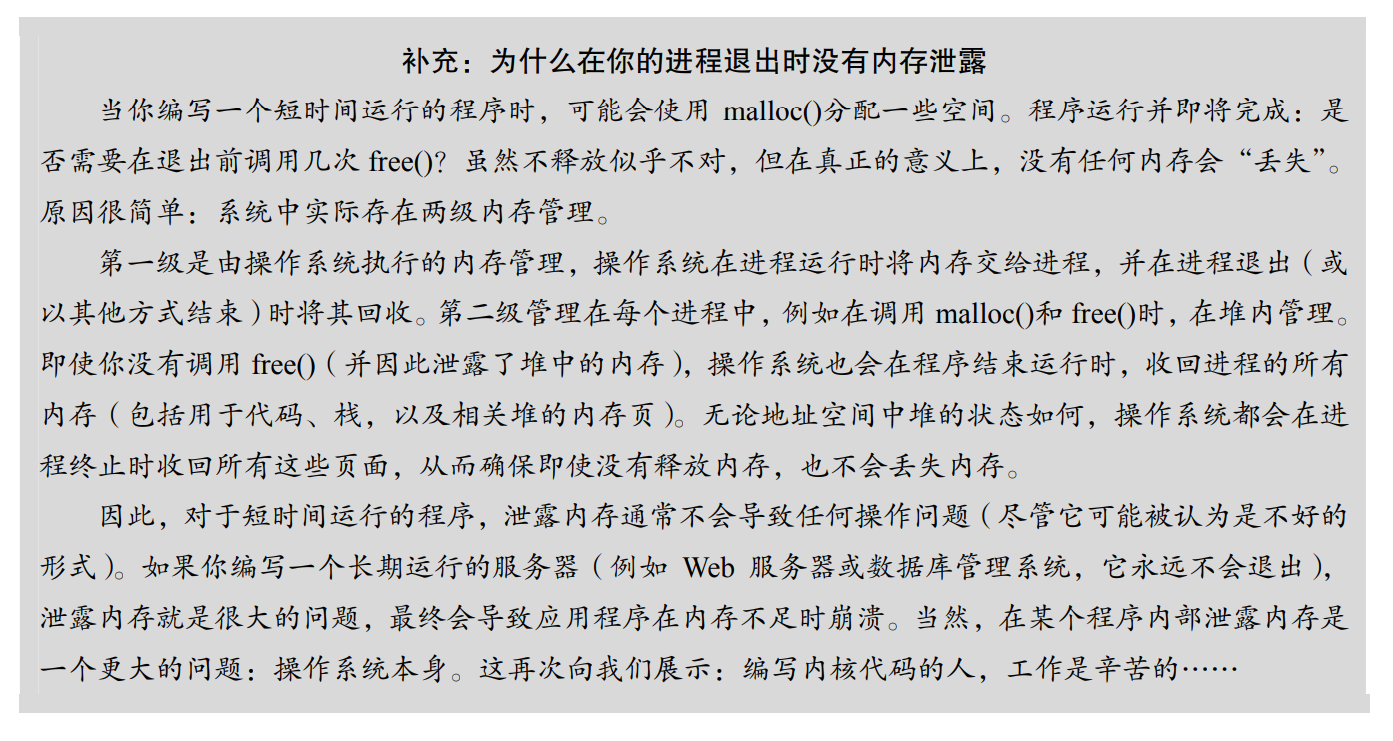 补充：为什么在你的进程退出时没有内存泄露
当你编写一个短时间运行的程序时，可能会使用 malloc()分配一些空间。程序运行并即将完成：是
否需要在退出前调用几次 free()？虽然不释放似乎不对，但在真正的意义上，没有任何内存会“丢失”。
原因很简单：系统中实际存在两级内存管理。
第一级是由操作系统执行的内存管理，操作系统在进程运行时将内存交给进程，并在进程退出（或
以其他方式结束）时将其回收。第二级管理在每个进程中，例如在调用 malloc()和 free()时，在堆内管理。
即使你没有调用 free()（并因此泄露了堆中的内存），操作系统也会在程序结束运行时，收回进程的所有
内存（包括用于代码、栈，以及相关堆的内存页）。无论地址空间中堆的状态如何，操作系统都会在进
程终止时收回所有这些页面，从而确保即使没有释放内存，也不会丢失内存。
因此，对于短时间运行的程序，泄露内存通常不会导致任何操作问题（尽管它可能被认为是不好的
形式）。如果你编写一个长期运行的服务器（例如 Web 服务器或数据库管理系统，它永远不会退出），
泄露内存就是很大的问题，最终会导致应用程序在内存不足时崩溃。当然，在某个程序内部泄露内存是
一个更大的问题：操作系统本身。这再次向我们展示：编写内核代码的人，工作是辛苦的……